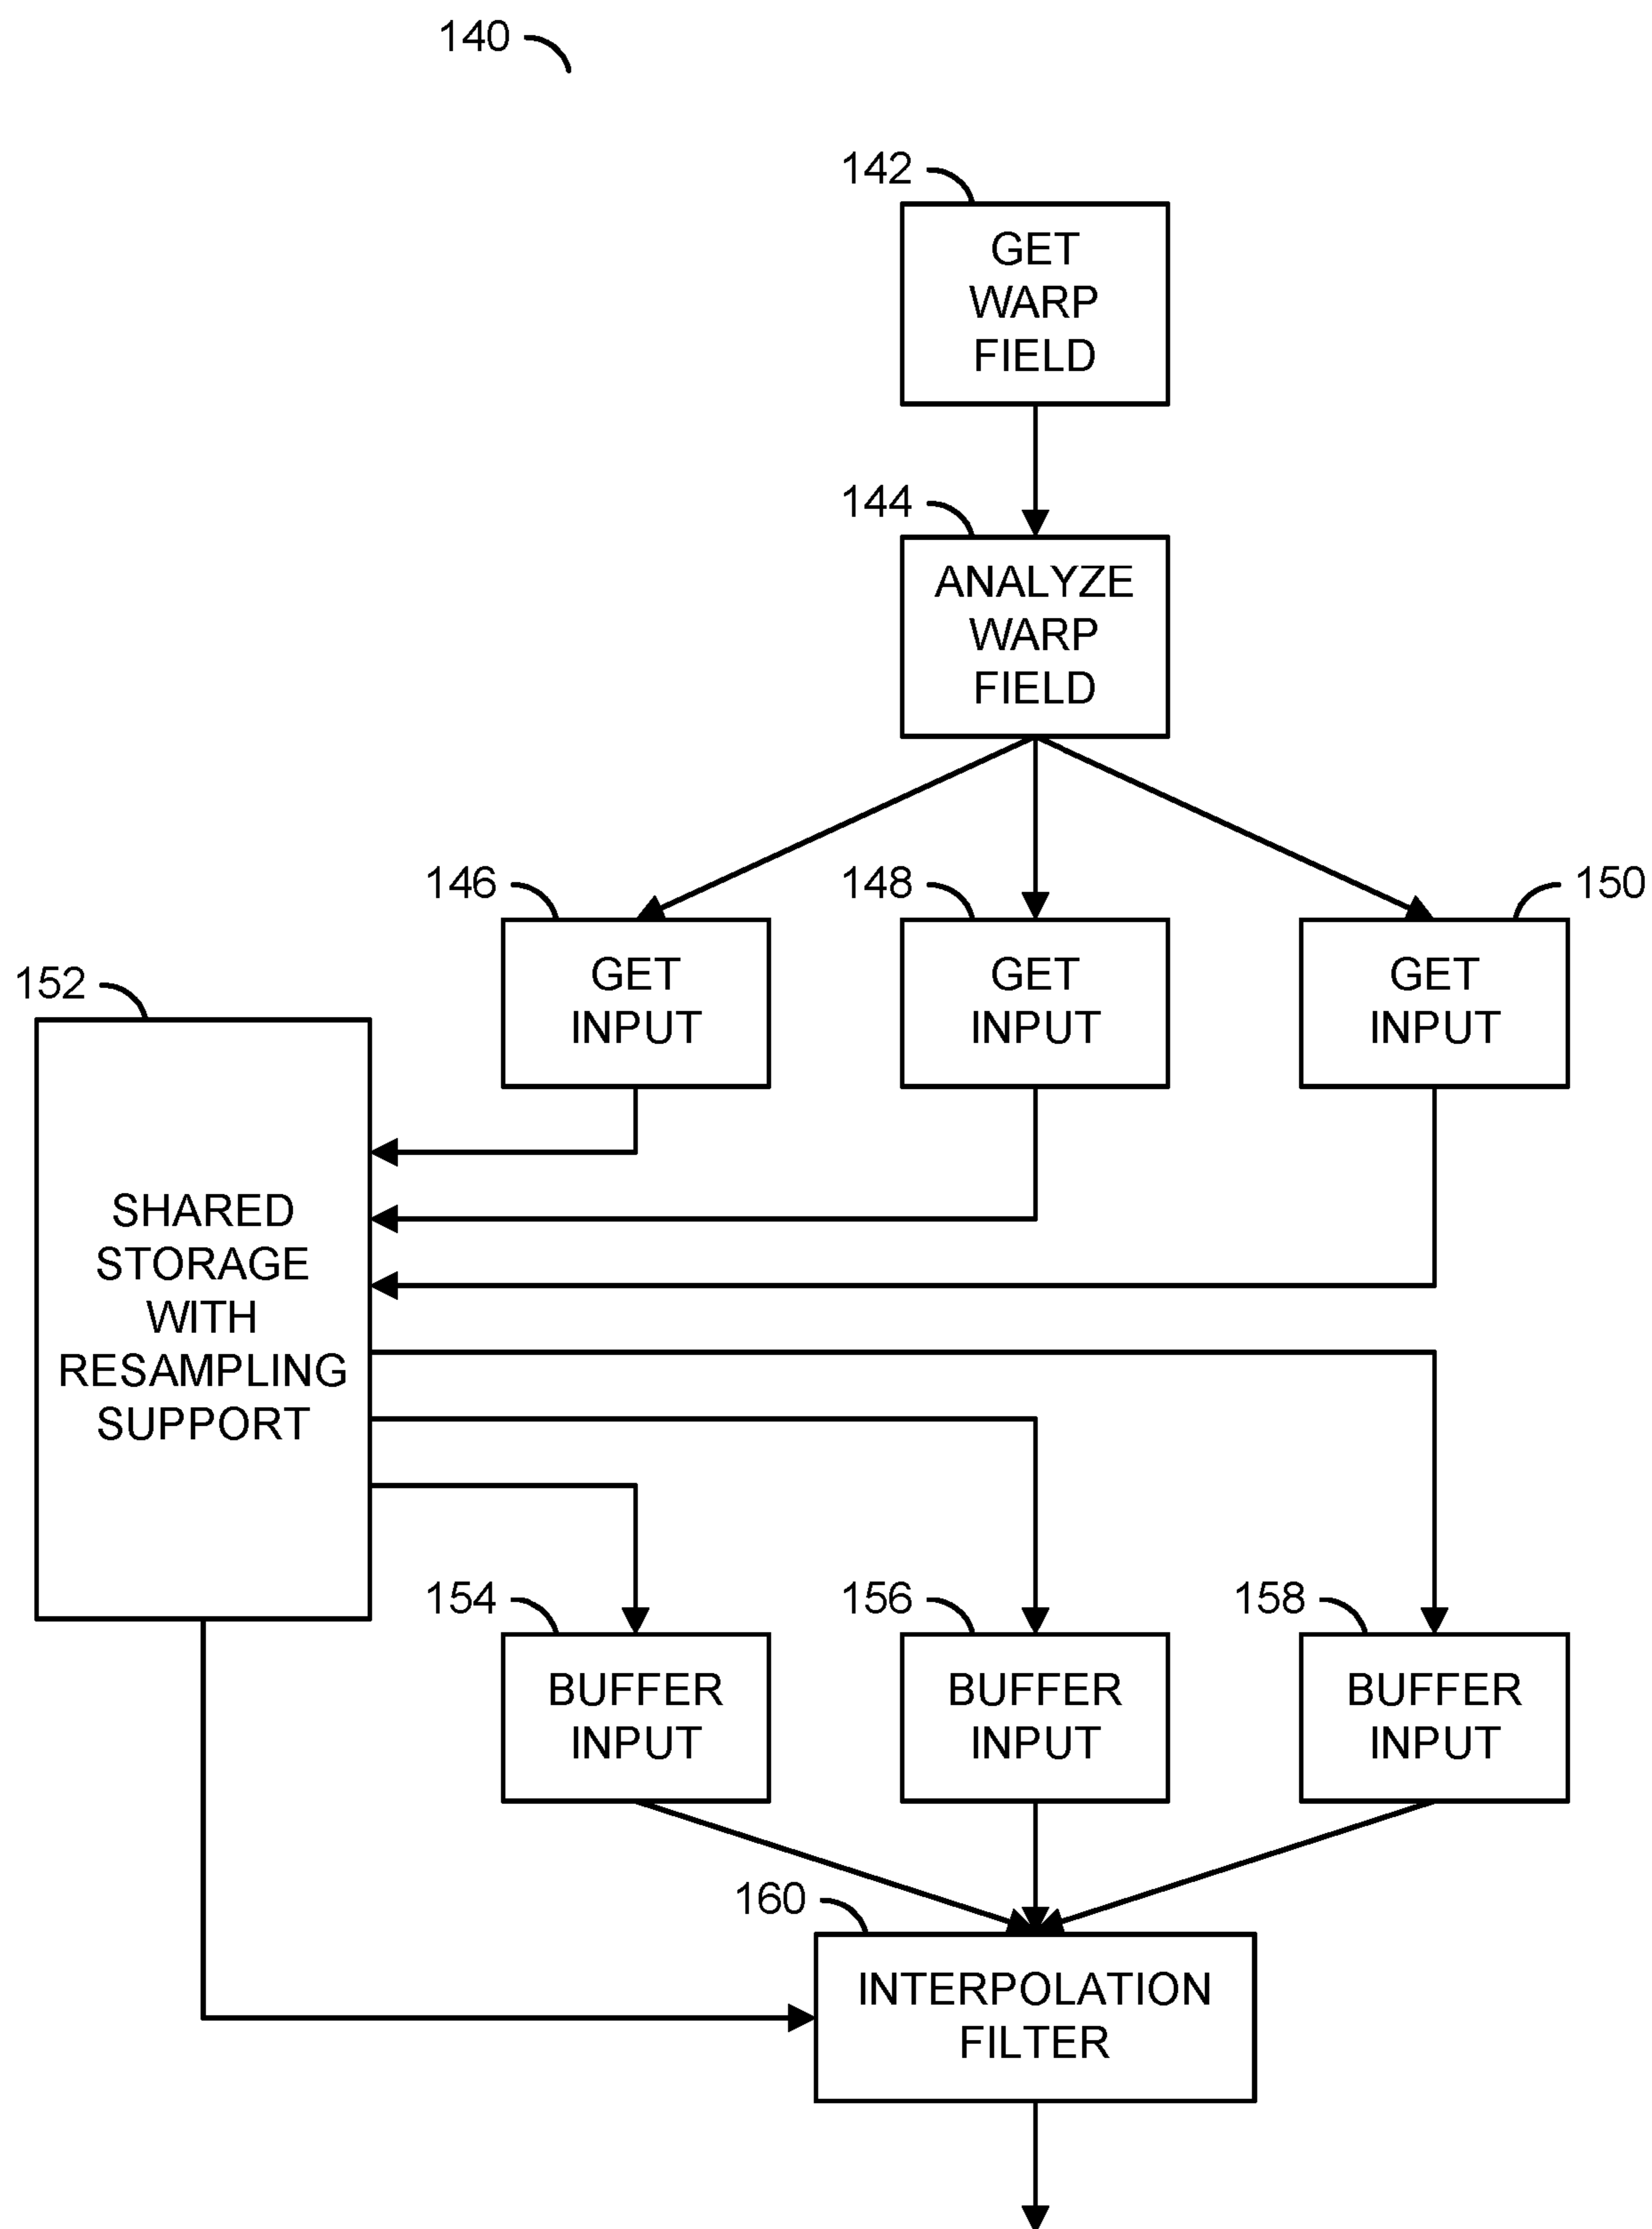 140
142
GET
WARP
FIELD
144
ANALYZE
WARP
FIELD
146
GET
INPUT
148
GET
INPUT
150
GET
INPUT
152
SHARED
STORAGE
WITH
RESAMPLING
SUPPORT
154
BUFFER
INPUT
156
BUFFER
INPUT
158
BUFFER
INPUT
160
INTERPOLATION
FILTER